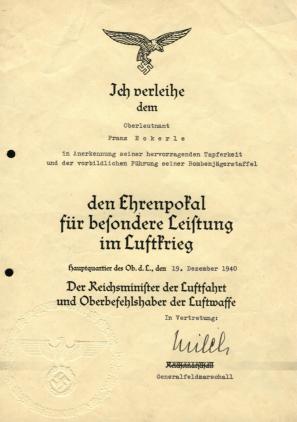 Ich verleihe
dem
Oberleutnant
Franz Eckerle
in Anerkennung seiner hervorragenden Tapferkeit
und der vorbildlichen Führung seiner Bombenjägerstaffel
den Ehrenpokal
für besondere Leistung
im Luftkrieg
Hauptquartier des Ob. d. L., den 19. Dezember 1940
Der Reichsminister der Luftfahrt
und Oberbefehlshaber der Luftwaffe
In Vertretung:
Milch
Generalfeldmarschall